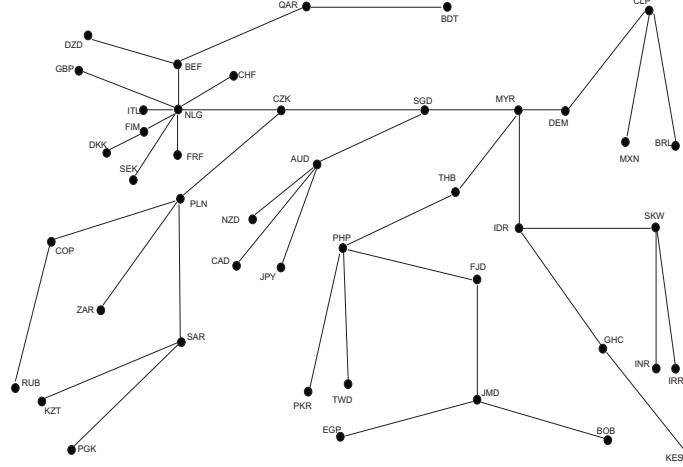 QAR
CLP
BDT
DZD
BEF
GBP
CHF
ITL
NLG
CZK
SGD
MYR
DEM
FIM
DKK
SEK
FRF
AUD
MXN
BRL
THB
PLN
NZD
COP
PHP
IDR
SKW
CAD
JPY
FJD
ZAR
SAR
GHC
INR
IRR
RUB
KZT
PKR
TWD
JMD
EGP
BOB
PGK
KES